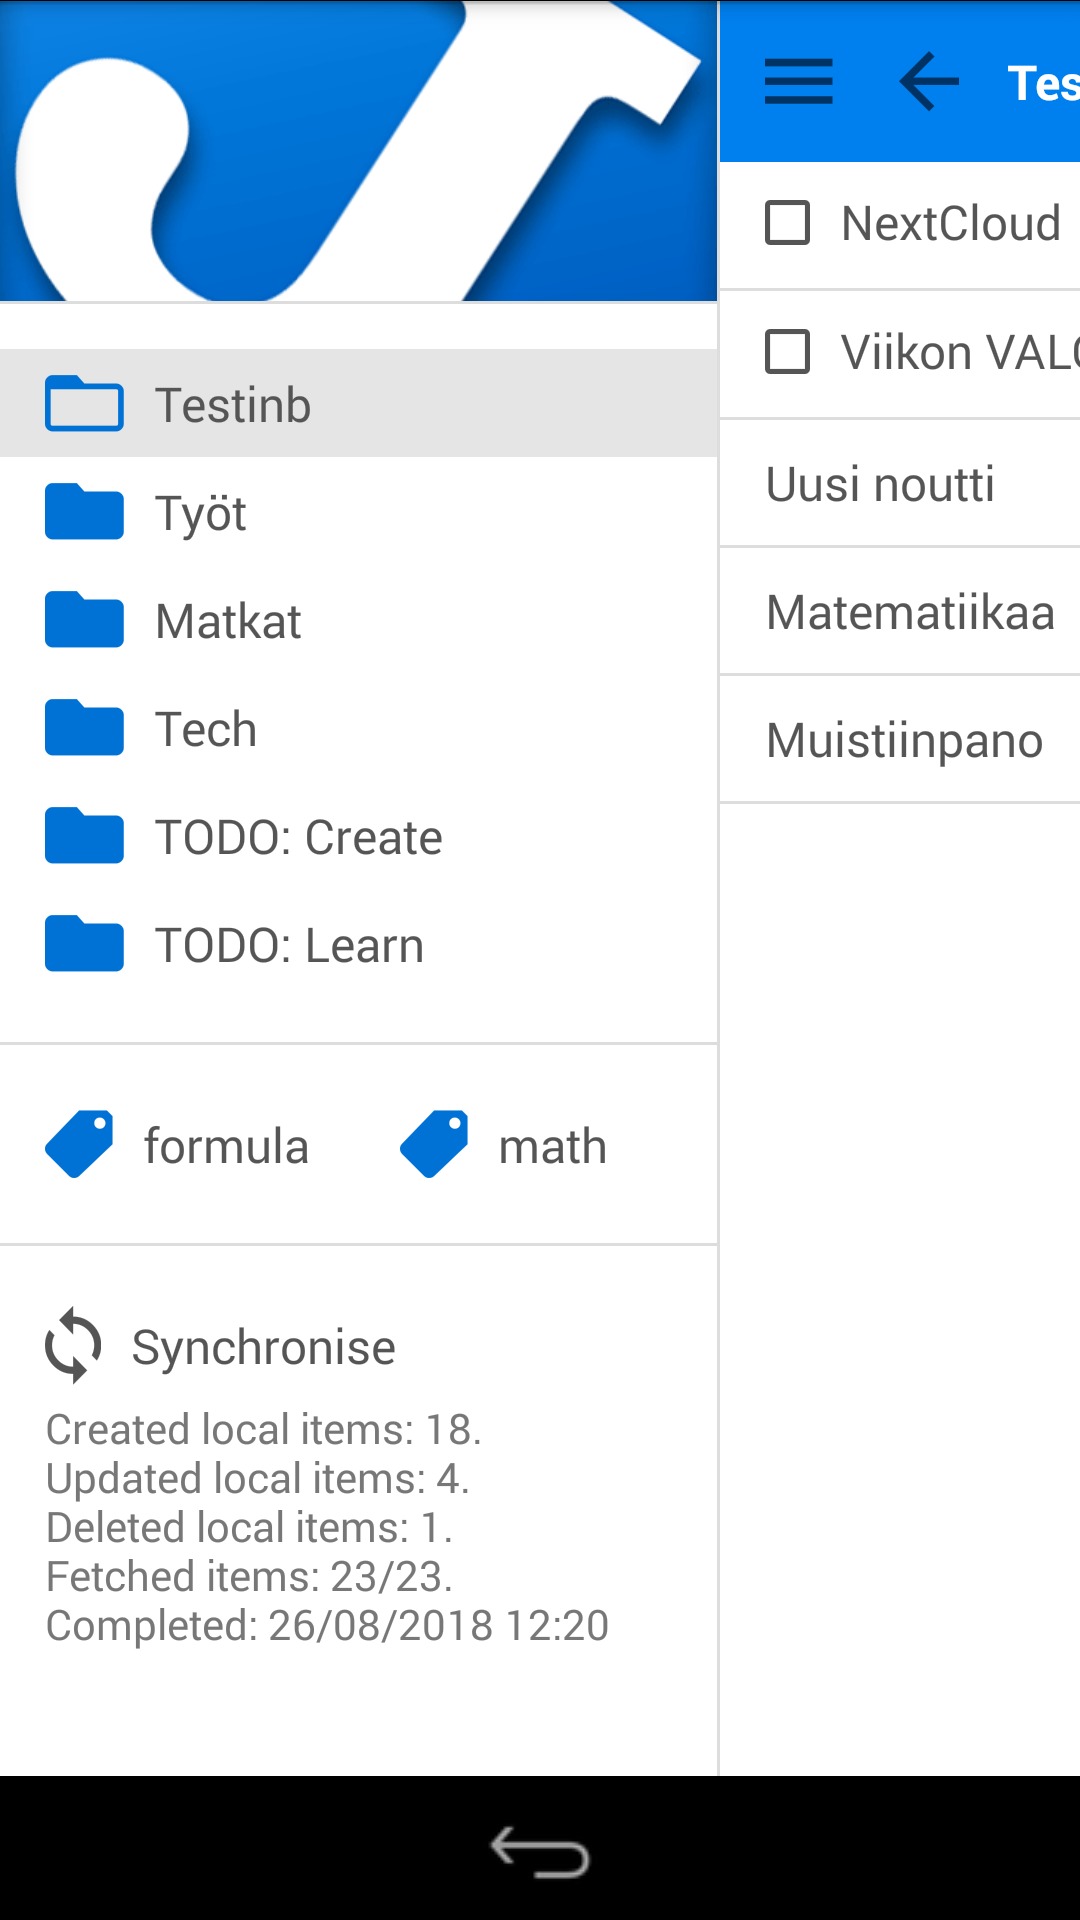 Testinb
Työt
Matkat
Tech
TODO: Create
TODO: Learn
formula
math
Synchronise
Created local items: 18.
Updated local items: 4.
Deleted local items: 1.
Fetched items: 23/23.
Completed: 26/08/2018 12:20
Tes
NextCloud
Viikon VALO
Uusi noutti
Matematiikaa
Muistiinpano